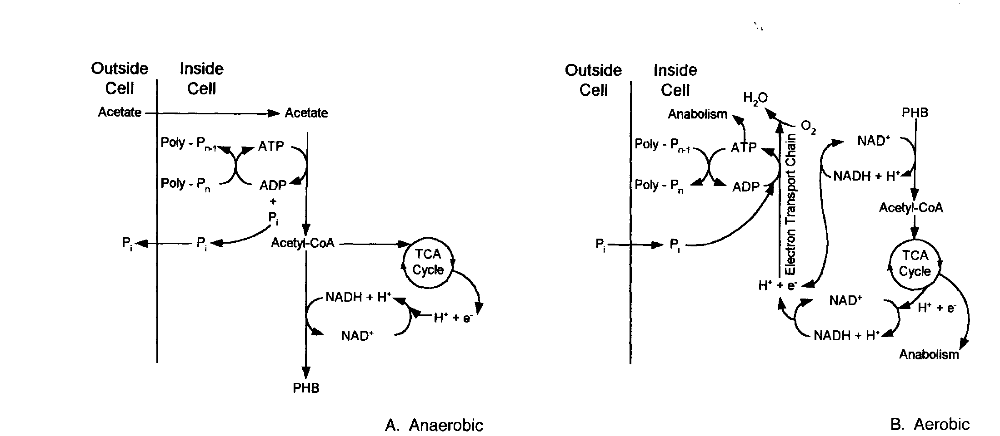 Outside Cell
Inside Cell
Acetate
Acetate
Poly - Pn-1
ATP
Poly - Pn
ADP
+
Pi
Pi
Pi
Acetyl-CoA
TCA Cycle
NADH + H⁺
H⁺ + e⁻
NAD⁺
PHB
A. Anaerobic
Outside Cell
Inside Cell
H₂O
Anabolism
O₂
PHB
Poly - Pn-1
ATP
NAD⁺
Electron Transport Chain
Poly - Pn
ADP
NADH + H⁺
Acetyl-CoA
Pi
Pi
TCA Cycle
H⁺ + e⁻
NAD⁺
H⁺ + e⁻
NADH + H⁺
Anabolism
B. Aerobic